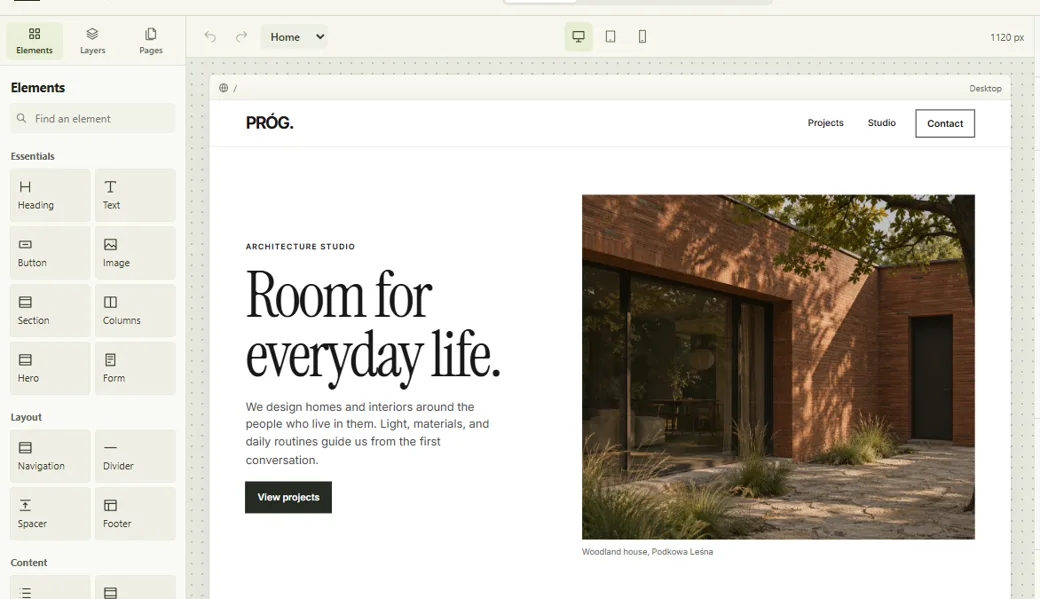 Elements
Layers
Pages
Home
1120 px
Elements
Find an element
Essentials
Heading
Text
Button
Image
Section
Columns
Hero
Form
Layout
Navigation
Divider
Spacer
Footer
Content
/
Desktop
PRÓG.
Projects
Studio
Contact
ARCHITECTURE STUDIO
Room for
everyday life.
We design homes and interiors around the
people who live in them. Light, materials, and
daily routines guide us from the first
conversation.
View projects
Woodland house, Podkowa Leśna